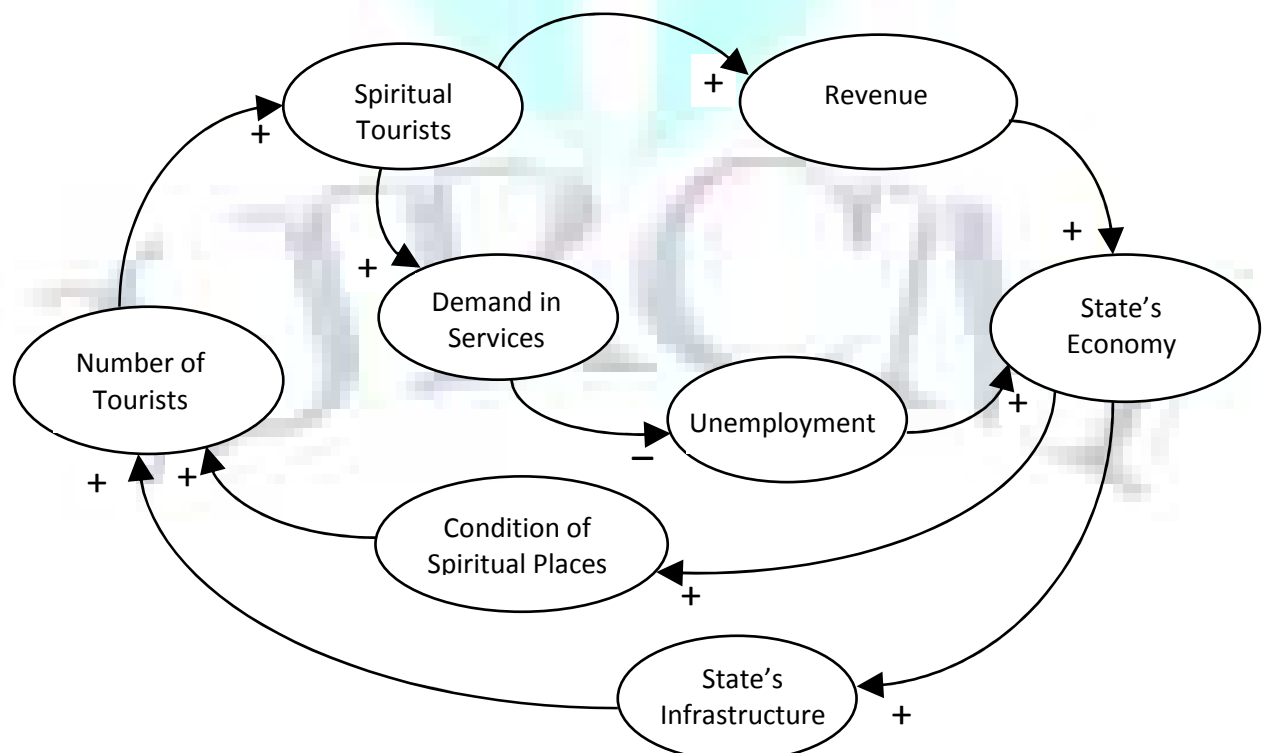 Spiritual
Tourists
+
Revenue
+
+
Demand in
Services
+
State's
Economy
+
Number of
Tourists
Unemployment
+
–
+
+
Condition of
Spiritual Places
+
State's
Infrastructure
+